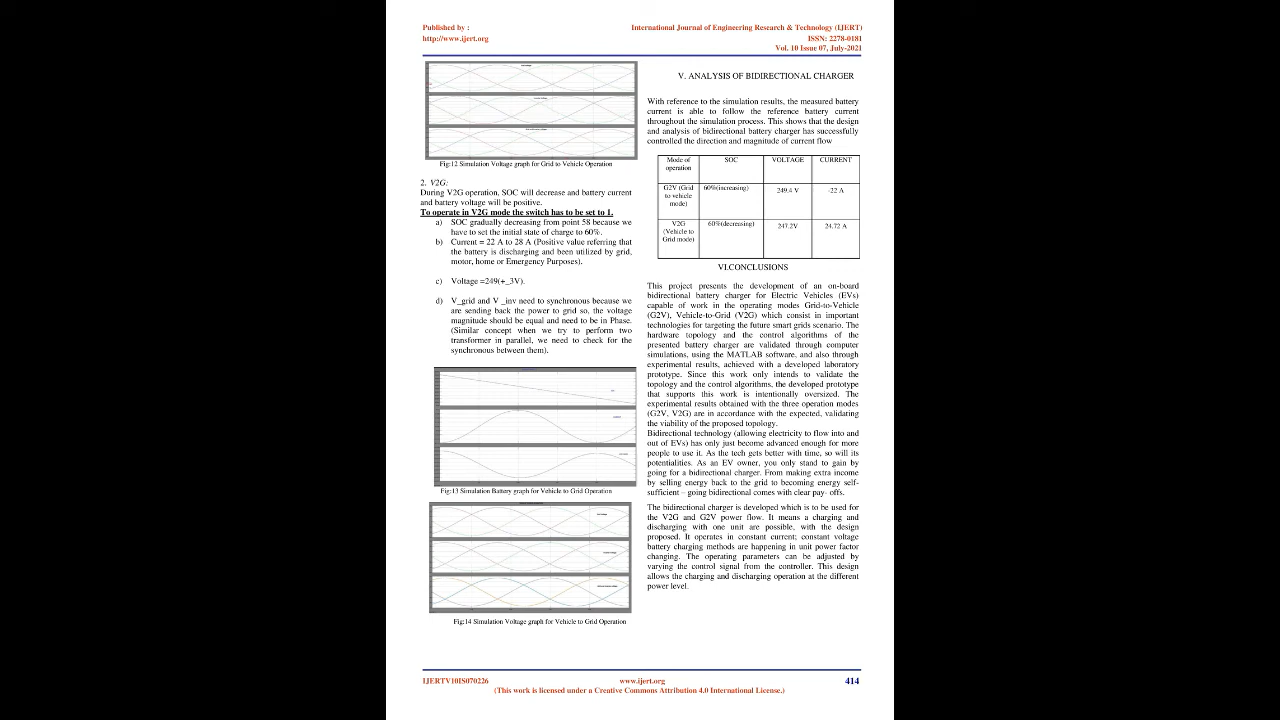 Published by :
http://www.ijert.org
International Journal of Engineering Research & Technology (IJERT)
ISSN: 2278-0181
Vol. 10 Issue 07, July-2021
Fig:12 Simulation Voltage graph for Grid to Vehicle Operation
2. V2G:
During V2G operation, SOC will decrease and battery current
and battery voltage will be positive.
To operate in V2G mode the switch has to be set to 1.
a) SOC gradually decreasing from point 58 because we
have to set the initial state of charge to 60%.
b) Current = 22 A to 28 A (Positive value referring that
the battery is discharging and been utilized by grid,
motor, home or Emergency Purposes).
c) Voltage =249(+_3V).
d) V_grid and V _inv need to synchronous because we
are sending back the power to grid so, the voltage
magnitude should be equal and need to be in Phase.
(Similar concept when we try to perform two
transformer in parallel, we need to check for the
synchronous between them).
Fig:13 Simulation Battery graph for Vehicle to Grid Operation
Fig:14 Simulation Voltage graph for Vehicle to Grid Operation
V. ANALYSIS OF BIDIRECTIONAL CHARGER
With reference to the simulation results, the measured battery
current is able to follow the reference battery current
throughout the simulation process. This shows that the design
and analysis of bidirectional battery charger has successfully
controlled the direction and magnitude of current flow
Mode of operation SOC VOLTAGE CURRENT
G2V (Grid to vehicle mode) 60%(increasing) 249.4 V -22 A
V2G (Vehicle to Grid mode) 60%(decreasing) 247.2V 24.72 A
VI.CONCLUSIONS
This project presents the development of an on-board
bidirectional battery charger for Electric Vehicles (EVs)
capable of work in the operating modes Grid-to-Vehicle
(G2V), Vehicle-to-Grid (V2G) which consist in important
technologies for targeting the future smart grids scenario. The
hardware topology and the control algorithms of the
presented battery charger are validated through computer
simulations, using the MATLAB software, and also through
experimental results, achieved with a developed laboratory
prototype. Since this work only intends to validate the
topology and the control algorithms, the developed prototype
that supports this work is intentionally oversized. The
experimental results obtained with the three operation modes
(G2V, V2G) are in accordance with the expected, validating
the viability of the proposed topology.
Bidirectional technology (allowing electricity to flow into and
out of EVs) has only just become advanced enough for more
people to use it. As the tech gets better with time, so will its
potentialities. As an EV owner, you only stand to gain by
going for a bidirectional charger. From making extra income
by selling energy back to the grid to becoming energy self-
sufficient – going bidirectional comes with clear pay- offs.
The bidirectional charger is developed which is to be used for
the V2G and G2V power flow. It means a charging and
discharging with one unit are possible, with the design
proposed. It operates in constant current; constant voltage
battery charging methods are happening in unit power factor
changing. The operating parameters can be adjusted by
varying the control signal from the controller. This design
allows the charging and discharging operation at the different
power level.
IJERTV10IS070226
www.ijert.org
414
(This work is licensed under a Creative Commons Attribution 4.0 International License.)